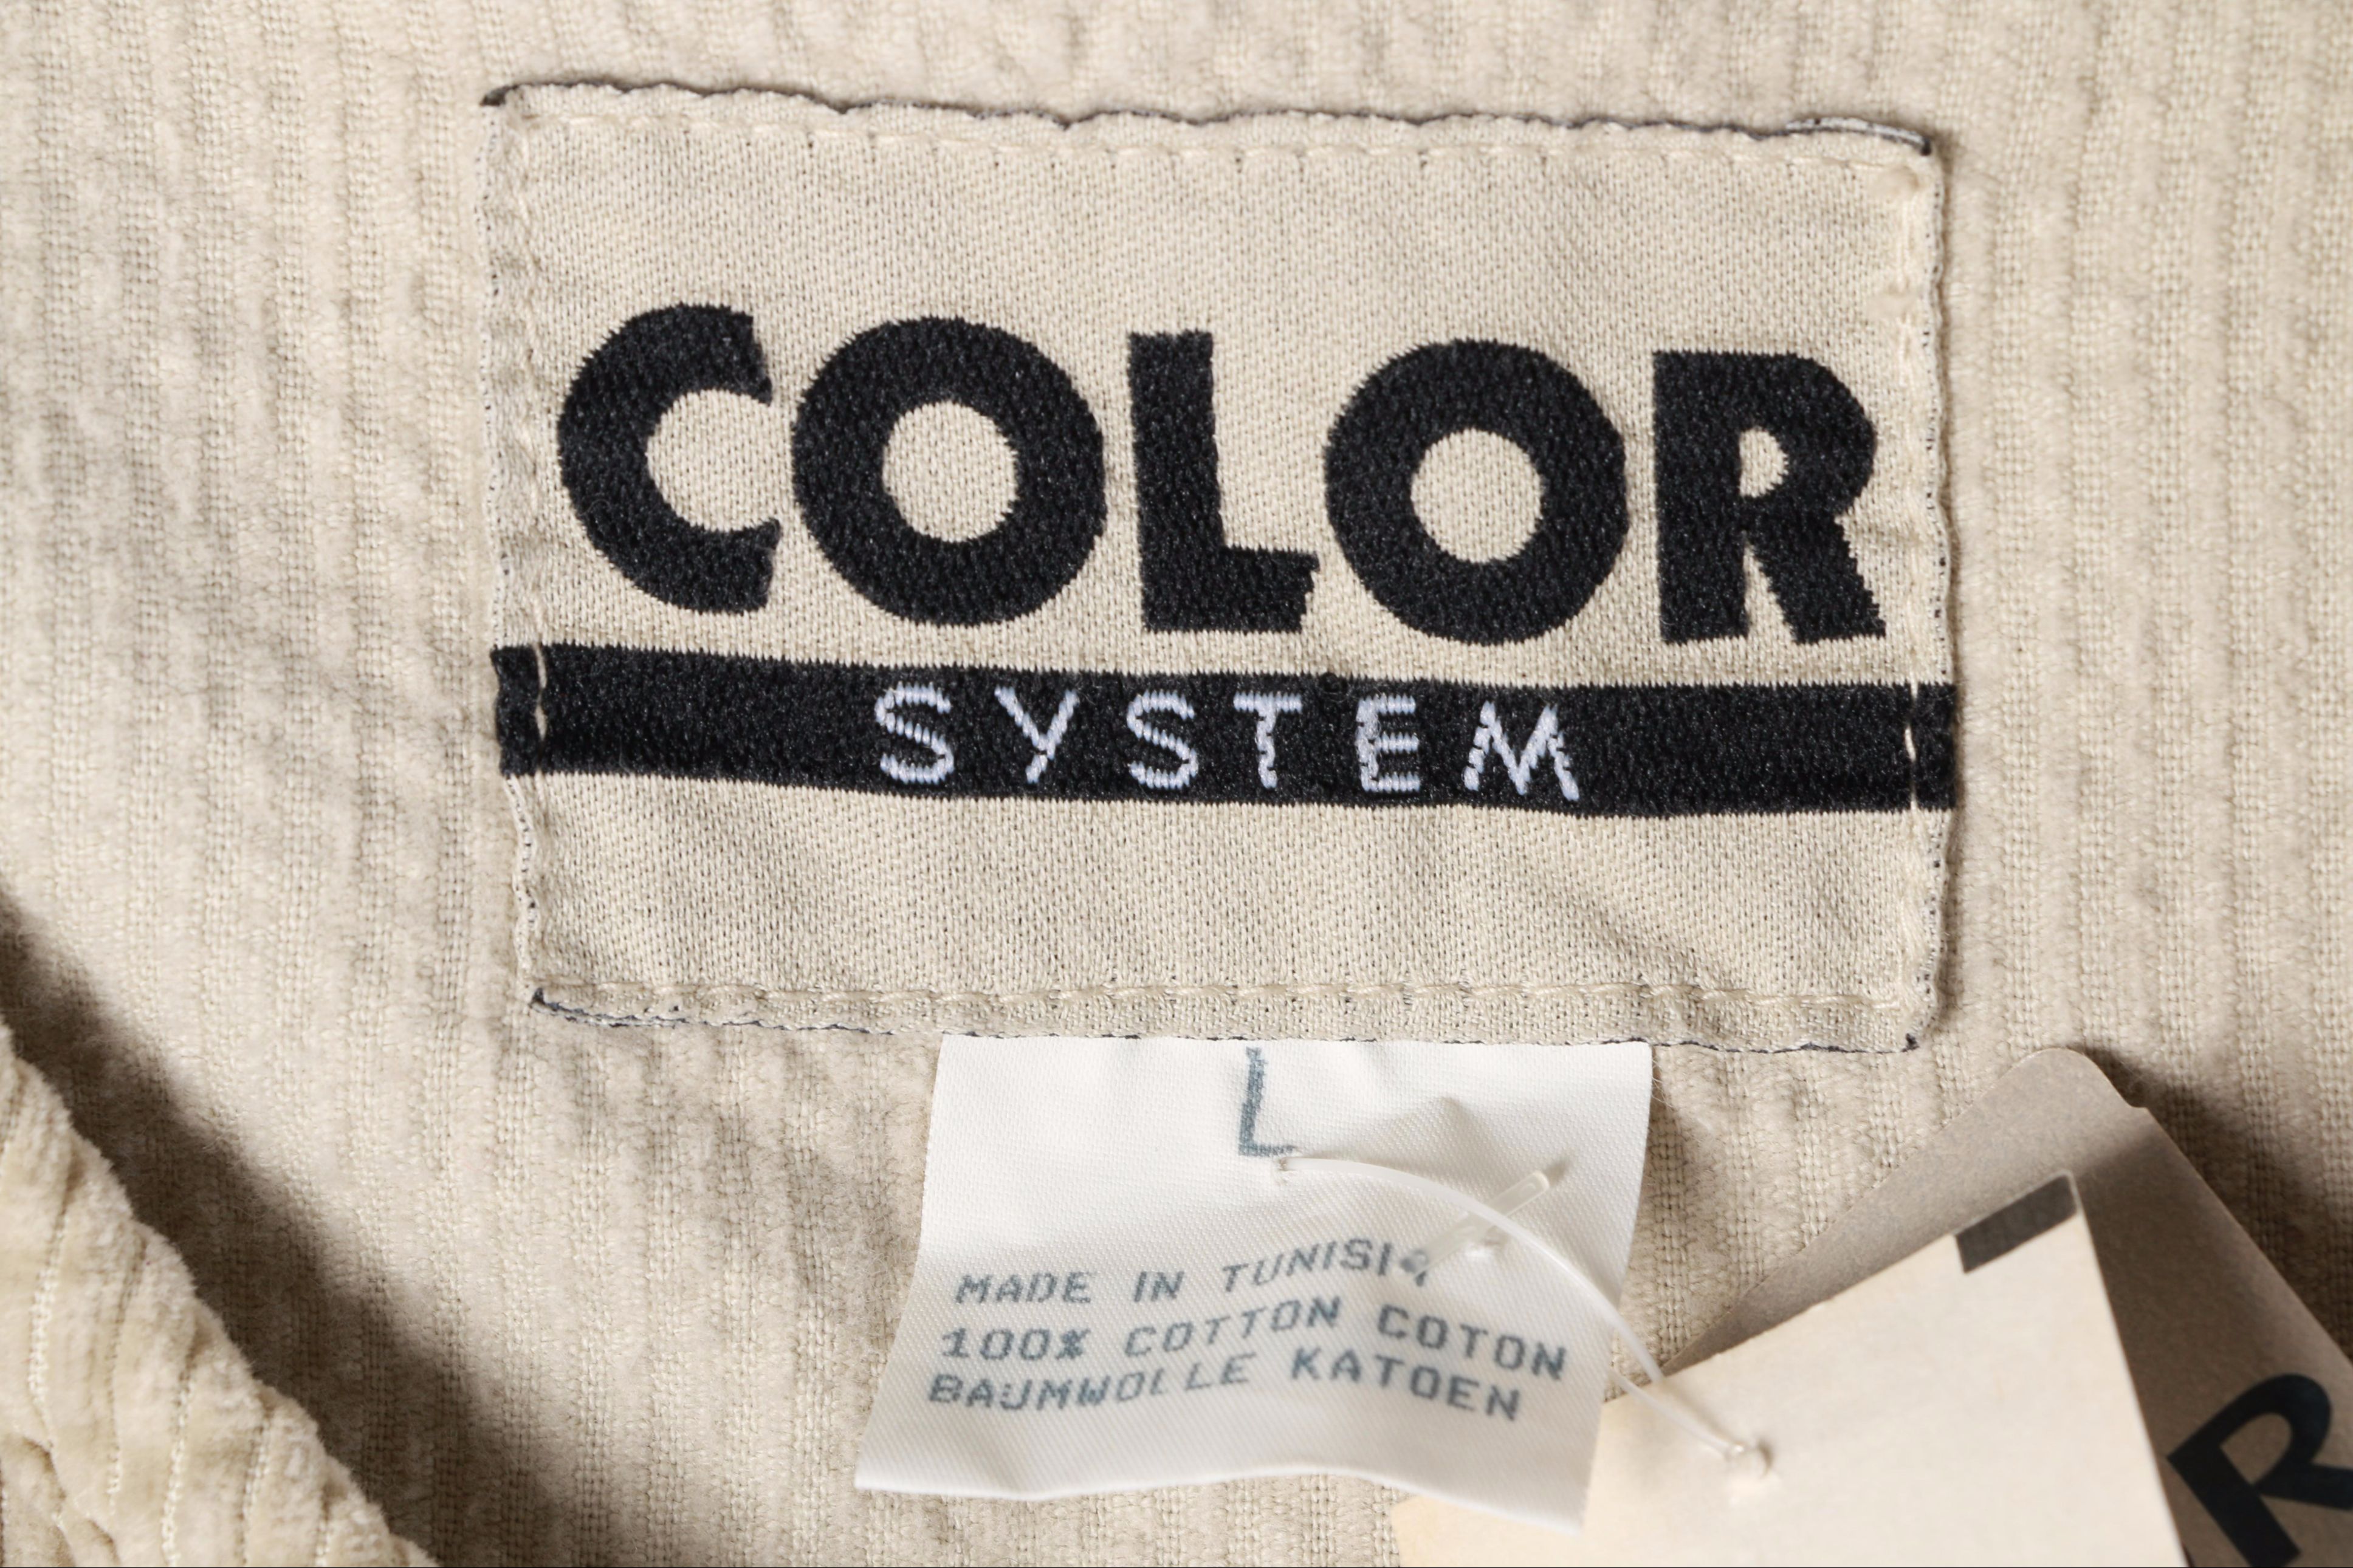 COLOR
SYSTEM
L
MADE IN TUNISIA
100% COTTON COTON
BAUMWOLLE KATOEN
R